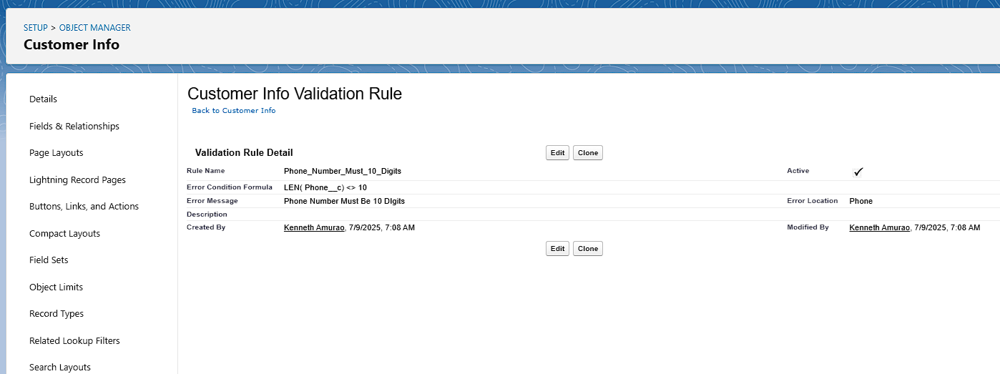 SETUP > OBJECT MANAGER
Customer Info
Details
Fields & Relationships
Page Layouts
Lightning Record Pages
Buttons, Links, and Actions
Compact Layouts
Field Sets
Object Limits
Record Types
Related Lookup Filters
Search Layouts
Customer Info Validation Rule
Back to Customer Info
Validation Rule Detail Edit Clone
Rule Name Phone_Number_Must_10_Digits Active ✓
Error Condition Formula LEN( Phone__c) <> 10
Error Message Phone Number Must Be 10 DIgits Error Location Phone
Description
Created By Kenneth Amurao, 7/9/2025, 7:08 AM Modified By Kenneth Amurao, 7/9/2025, 7:08 AM
Edit Clone